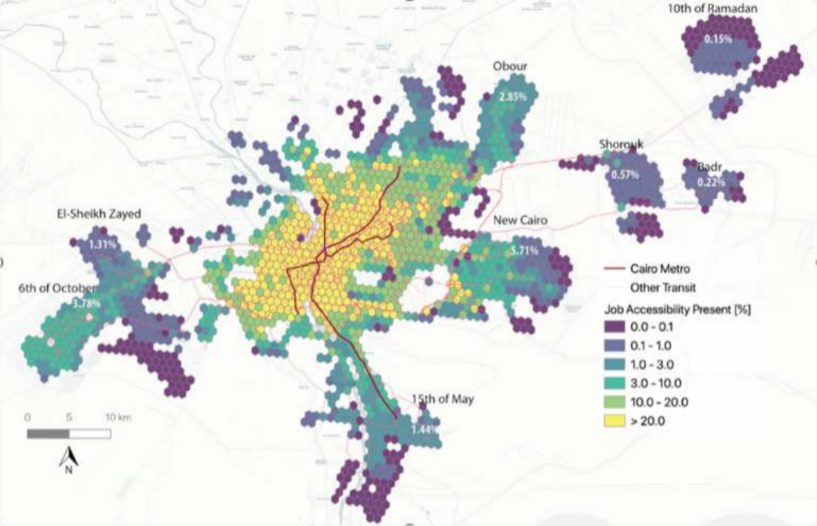 10th of Ramadan
0.15%
Obour
2.85%
Shorouk
0.57%
Badr
0.22%
El-Sheikh Zayed
1.31%
New Cairo
5.71%
6th of October
3.78%
Cairo Metro
Other Transit
Job Accessibility Present [%]
0.0 - 0.1
0.1 - 1.0
1.0 - 3.0
3.0 - 10.0
10.0 - 20.0
> 20.0
15th of May
1.44%
0 5 10 km
N